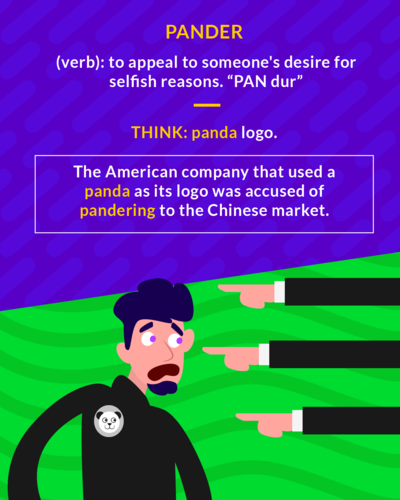 PANDER
(verb): to appeal to someone's desire for
selfish reasons. “PAN dur”
THINK: panda logo.
The American company that used a
panda as its logo was accused of
pandering to the Chinese market.